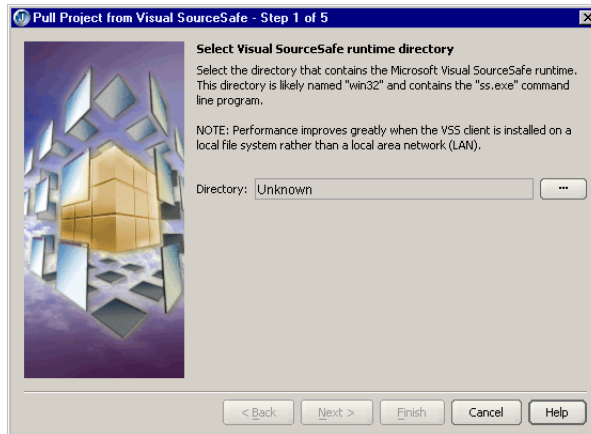 Pull Project from Visual SourceSafe - Step 1 of 5
Select Visual SourceSafe runtime directory
Select the directory that contains the Microsoft Visual SourceSafe runtime.
This directory is likely named "win32" and contains the "ss.exe" command
line program.
NOTE: Performance improves greatly when the VSS client is installed on a
local file system rather than a local area network (LAN).
Directory: Unknown ...
< Back Next > Finish Cancel Help